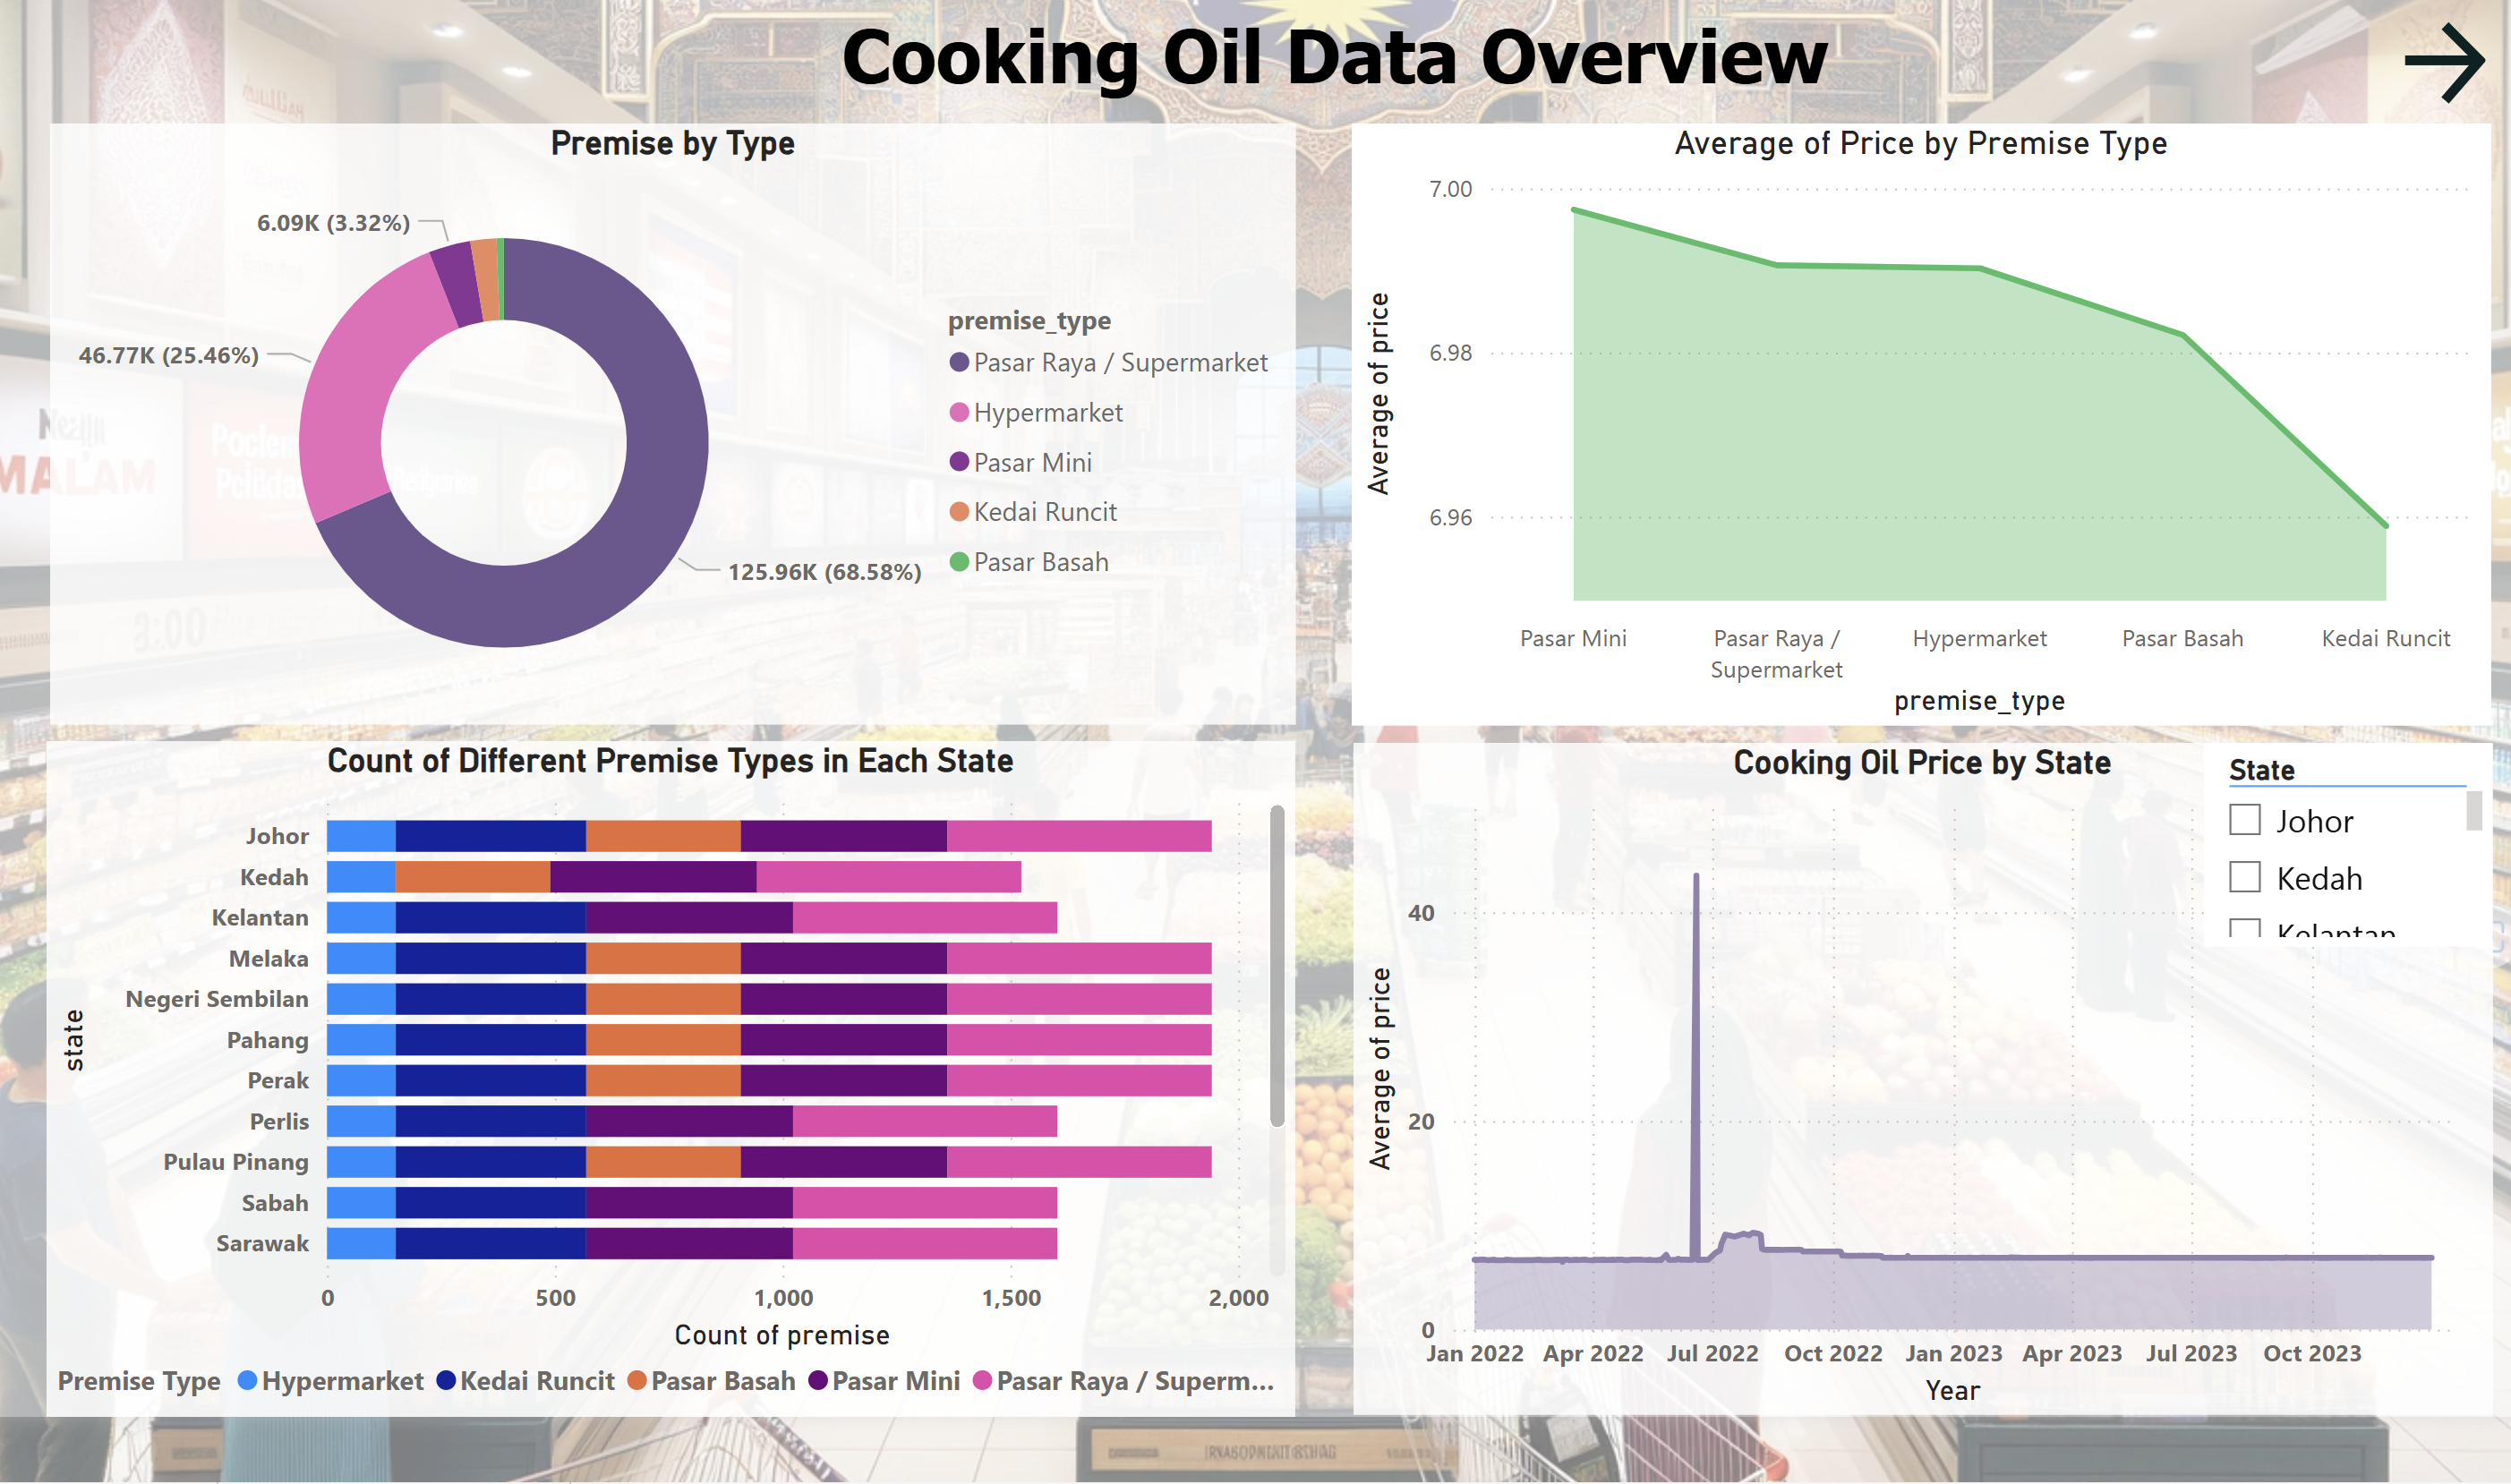 Cooking Oil Data Overview
Premise by Type
6.09K (3.32%)
46.77K (25.46%)
125.96K (68.58%)
premise_type
Pasar Raya / Supermarket
Hypermarket
Pasar Mini
Kedai Runcit
Pasar Basah
Average of Price by Premise Type
Average of price
7.00
6.98
6.96
Pasar Mini
Pasar Raya /
Supermarket
Hypermarket
Pasar Basah
Kedai Runcit
premise_type
Count of Different Premise Types in Each State
state
Johor
Kedah
Kelantan
Melaka
Negeri Sembilan
Pahang
Perak
Perlis
Pulau Pinang
Sabah
Sarawak
0 500 1,000 1,500 2,000
Count of premise
Premise Type Hypermarket Kedai Runcit Pasar Basah Pasar Mini Pasar Raya / Superm...
Cooking Oil Price by State
State
Johor
Kedah
Kelantan
Average of price
40
20
0
Jan 2022 Apr 2022 Jul 2022 Oct 2022 Jan 2023 Apr 2023 Jul 2023 Oct 2023
Year
MALAM